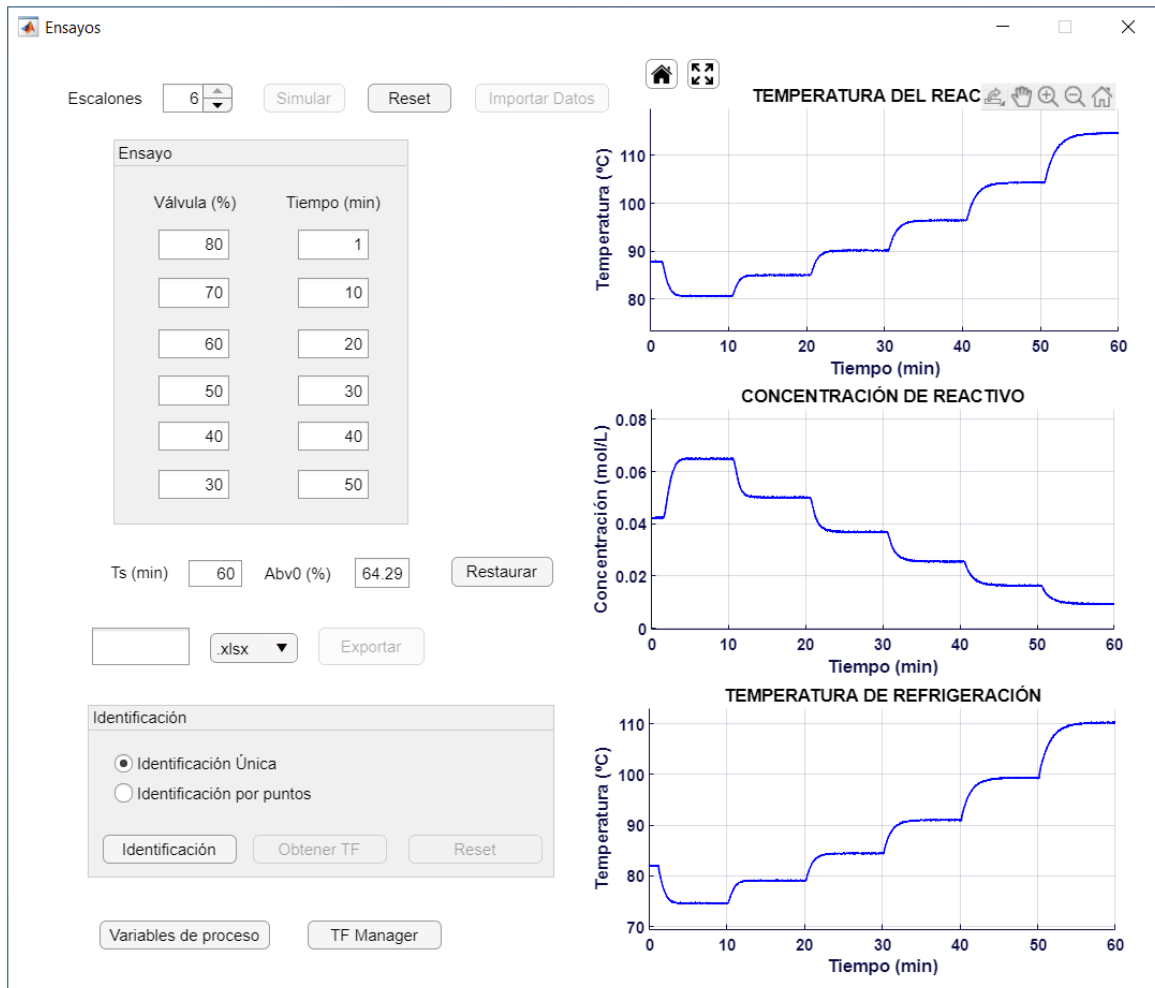 Ensayos
Escalones 6 Simular Reset Importar Datos
Ensayo
Válvula (%) Tiempo (min)
80 1
70 10
60 20
50 30
40 40
30 50
Ts (min) 60 Abv0 (%) 64.29 Restaurar
.xlsx Exportar
Identificación
Identificación Única
Identificación por puntos
Identificación Obtener TF Reset
Variables de proceso TF Manager
TEMPERATURA DEL REAC
Temperatura (ºC)
110
100
90
80
0 10 20 30 40 50 60
Tiempo (min)
CONCENTRACIÓN DE REACTIVO
Concentración (mol/L)
0.08
0.06
0.04
0.02
0
0 10 20 30 40 50 60
Tiempo (min)
TEMPERATURA DE REFRIGERACIÓN
Temperatura (ºC)
110
100
90
80
70
0 10 20 30 40 50 60
Tiempo (min)